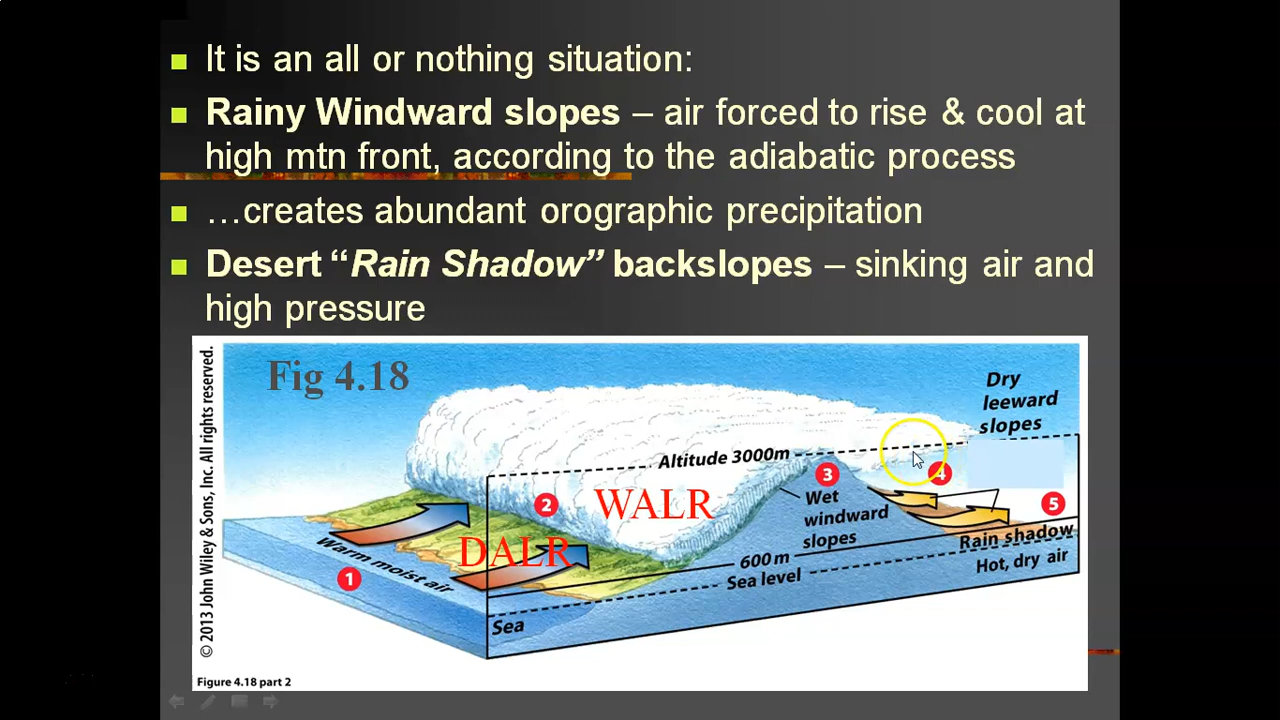 It is an all or nothing situation:
Rainy Windward slopes – air forced to rise & cool at
high mtn front, according to the adiabatic process
…creates abundant orographic precipitation
Desert “Rain Shadow” backslopes – sinking air and
high pressure
© 2013 John Wiley & Sons, Inc. All rights reserved.
Fig 4.18
Dry
leeward
slopes
Altitude 3000m
3
4
2
WALR
Wet
windward
slopes
5
DALR
Rain shadow
Warm moist air
600m
Sea level
Hot, dry air
1
Sea
Figure 4.18 part 2